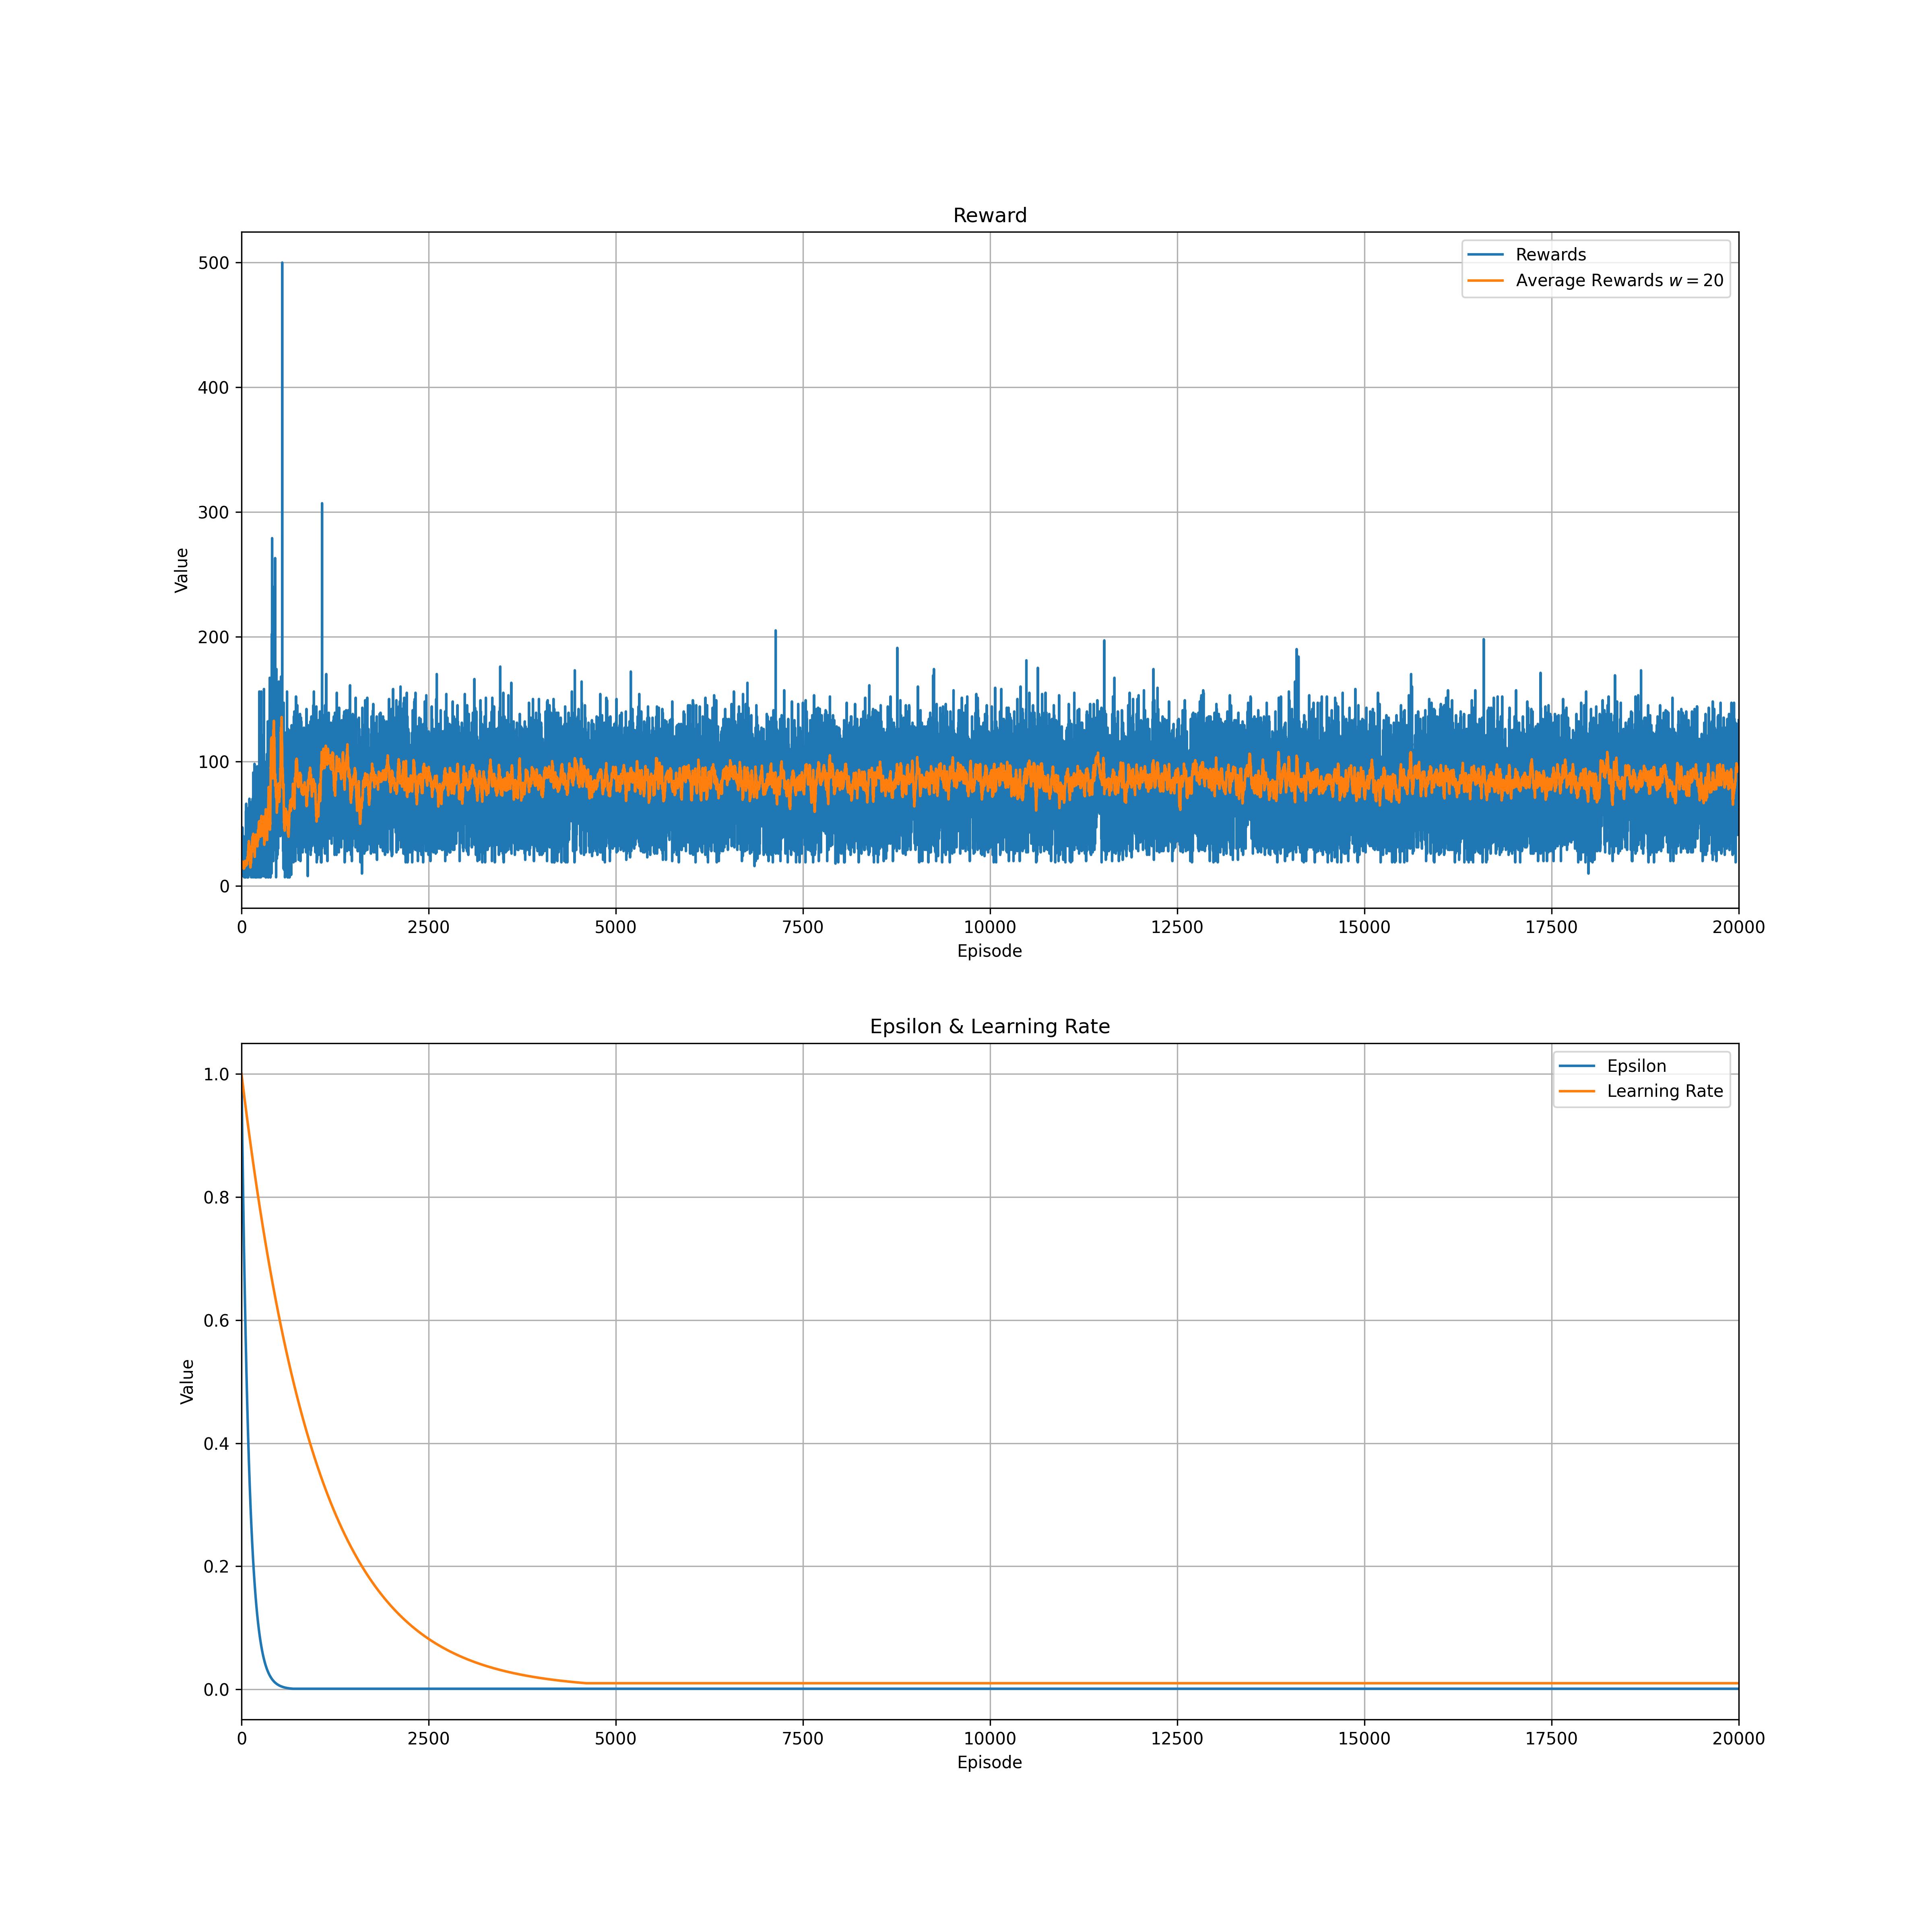 Reward
500
400
300
200
100
0
Value
Rewards
Average Rewards w = 20
0 2500 5000 7500 10000 12500 15000 17500 20000
Episode
Epsilon & Learning Rate
1.0
0.8
0.6
0.4
0.2
0.0
Value
Epsilon
Learning Rate
0 2500 5000 7500 10000 12500 15000 17500 20000
Episode